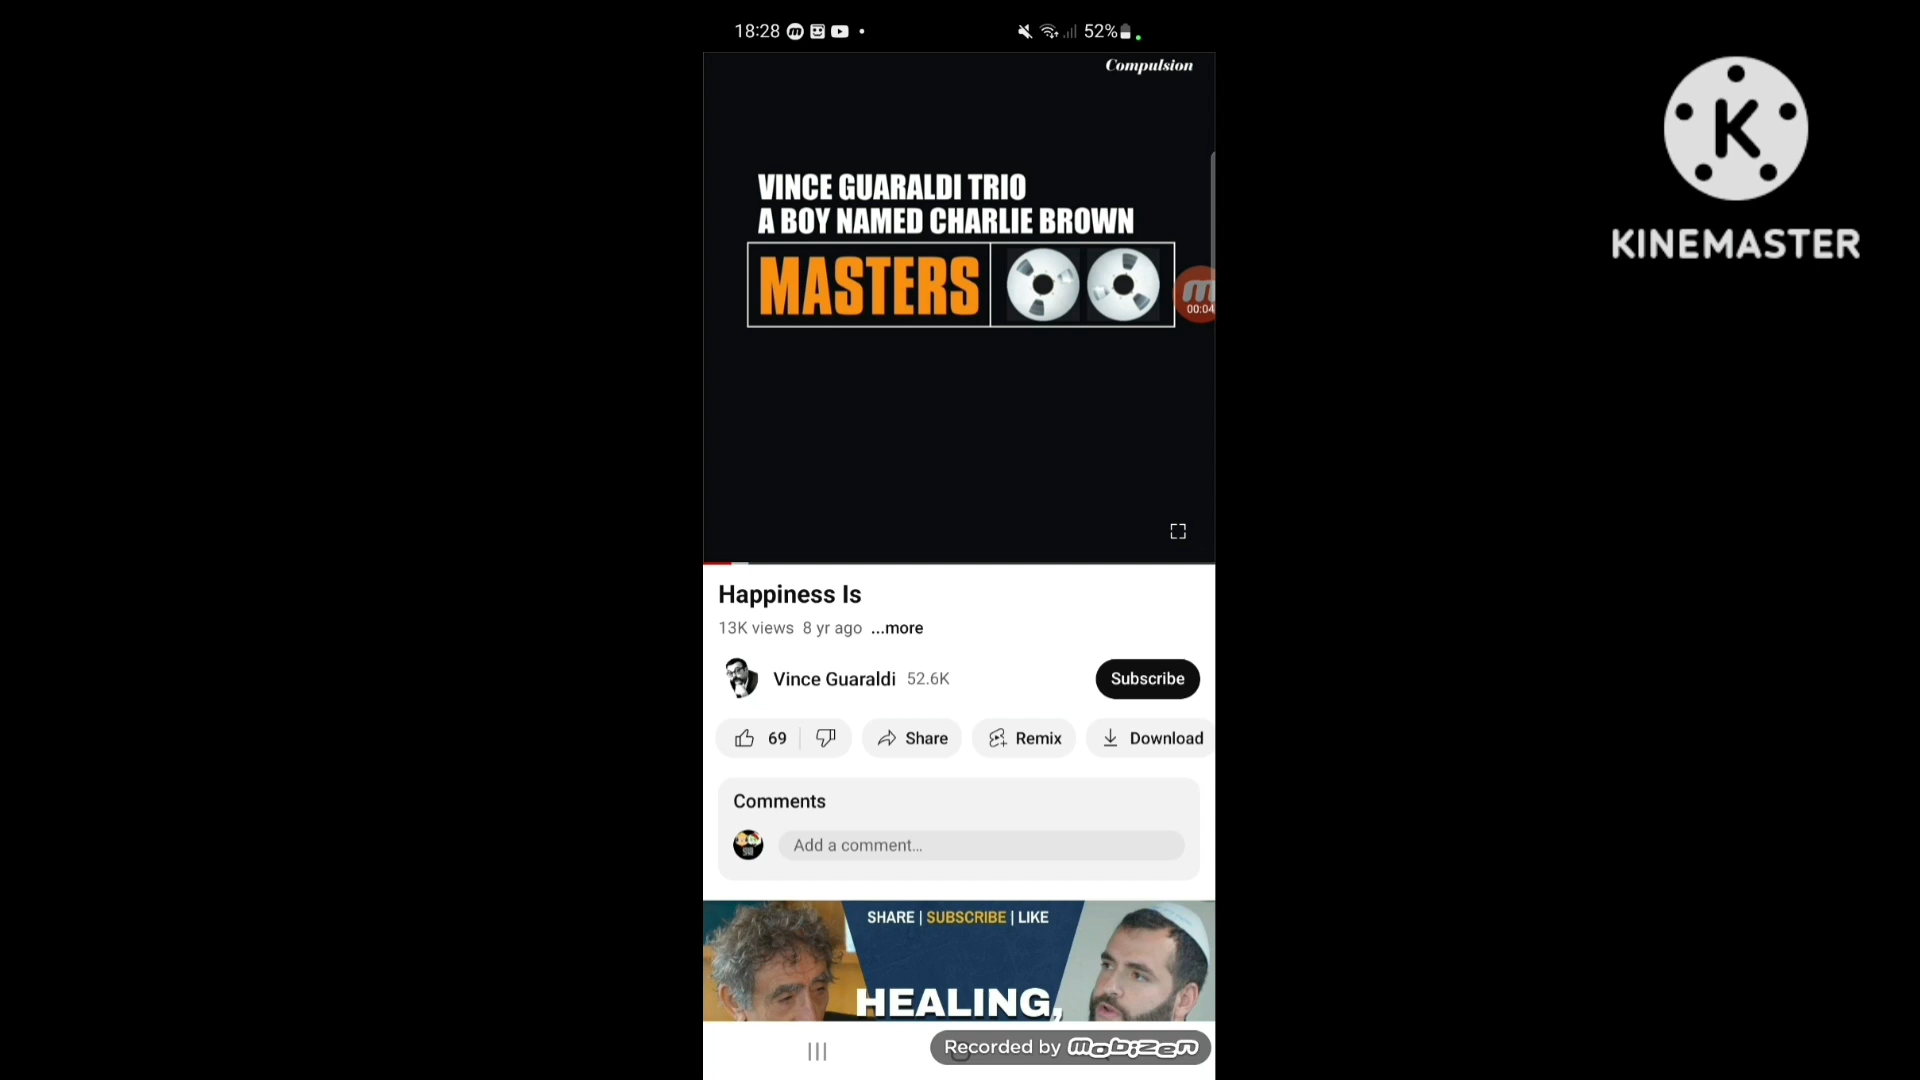 18:28
52%
Compulsion
VINCE GUARALDI TRIO
A BOY NAMED CHARLIE BROWN
MASTERS
00:04
K
KINEMASTER
Happiness Is
13K views 8 yr ago ...more
Vince Guaraldi 52.6K
Subscribe
69
Share
Remix
Download
Comments
Add a comment...
SHARE | SUBSCRIBE | LIKE
HEALING,
Recorded by mobizen